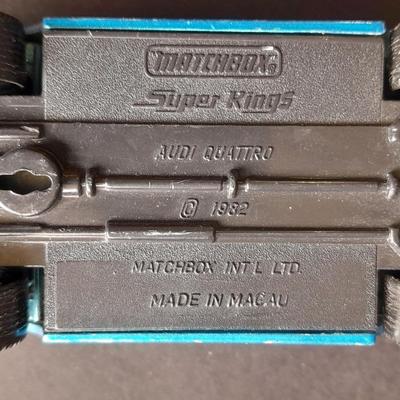 MATCHBOX®
Super Kings
AUDI QUATTRO
© 1982
MATCHBOX INT'L LTD.
MADE IN MACAU